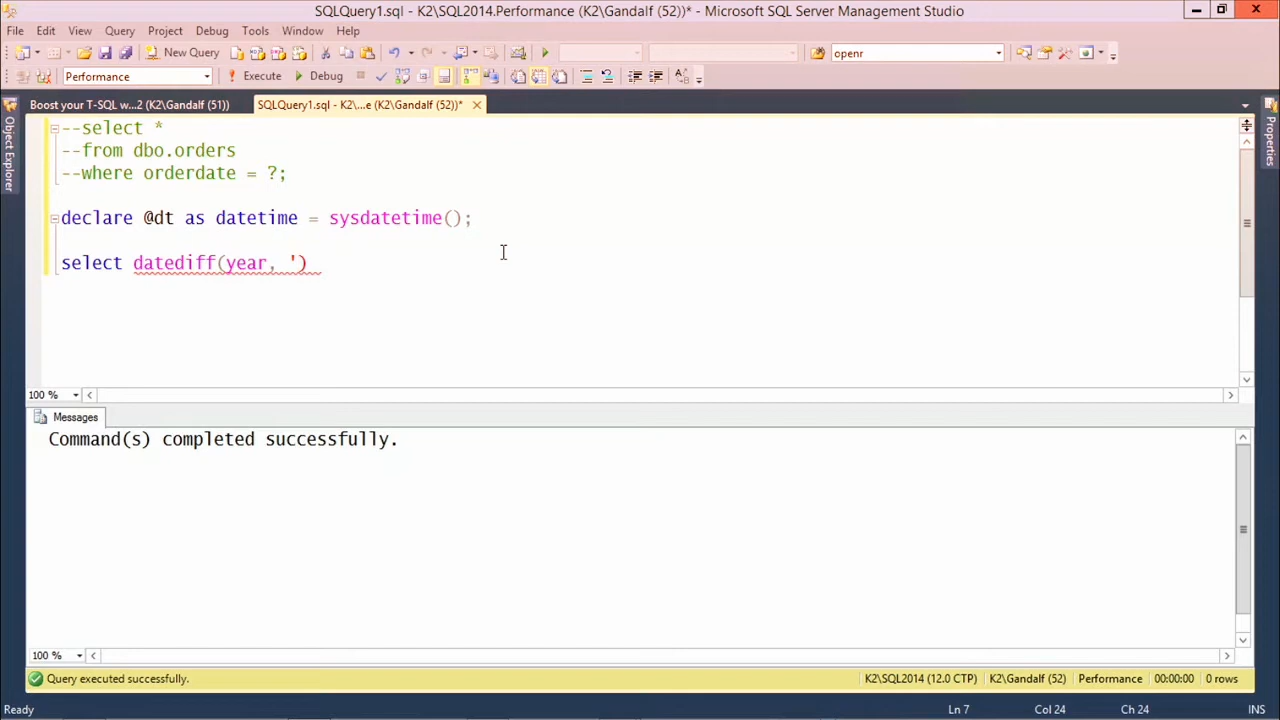 SQLQuery1.sql - K2\SQL2014.Performance (K2\Gandalf (52))* - Microsoft SQL Server Management Studio
File Edit View Query Project Debug Tools Window Help
New Query openr
Performance Execute Debug
Boost your T-SQL w...2 (K2\Gandalf (51)) SQLQuery1.sql - K2\...e (K2\Gandalf (52))*
Object Explorer
Properties
--select *
--from dbo.orders
--where orderdate = ?;
declare @dt as datetime = sysdatetime();
select datediff(year, ')
100 %
Messages
Command(s) completed successfully.
100 %
Query executed successfully. K2\SQL2014 (12.0 CTP) K2\Gandalf (52) Performance 00:00:00 0 rows
Ready Ln 7 Col 24 Ch 24 INS